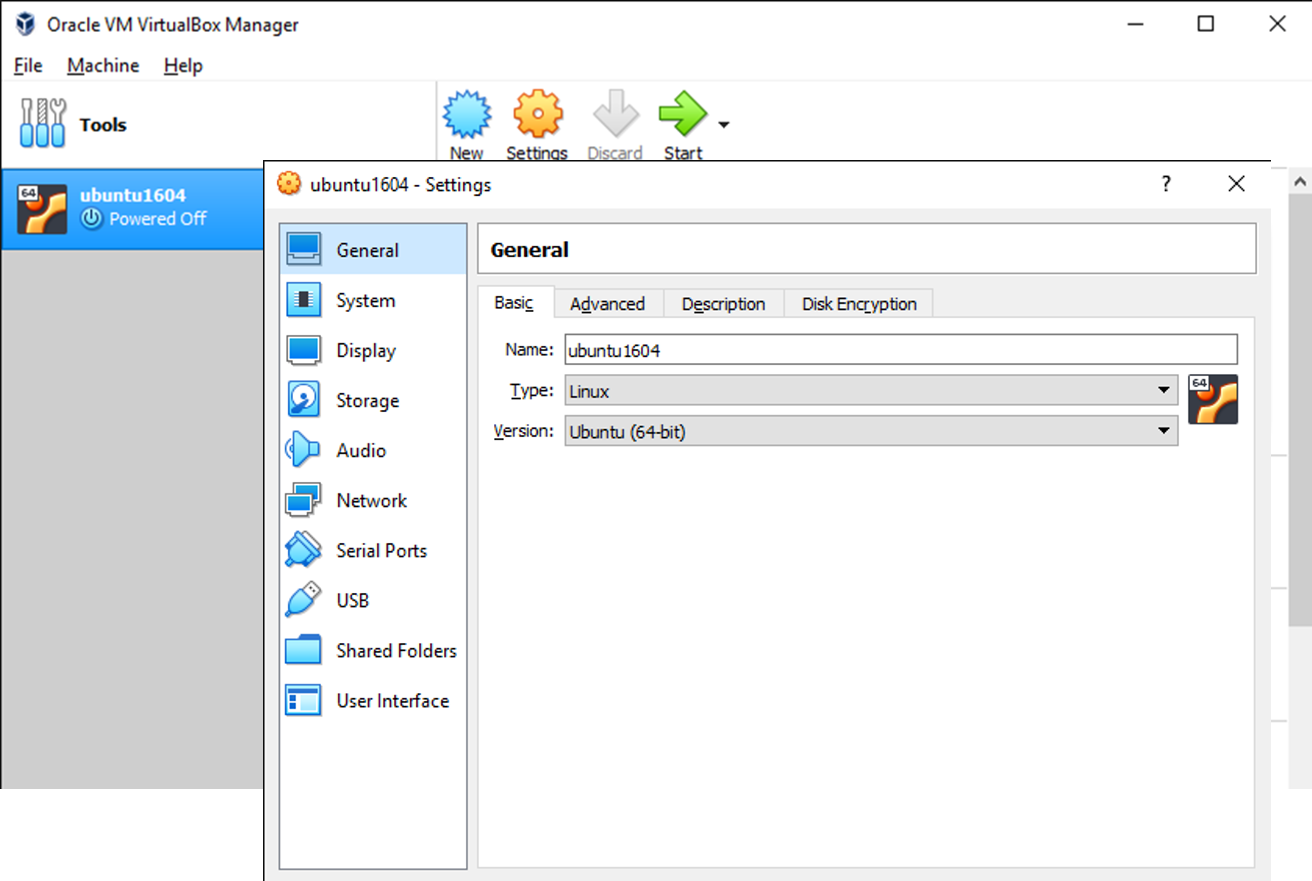 Oracle VM VirtualBox Manager
File Machine Help
Tools
New Settings Discard Start
64
ubuntu1604
Powered Off
ubuntu1604 - Settings
?
General
System
Display
Storage
Audio
Network
Serial Ports
USB
Shared Folders
User Interface
General
Basic Advanced Description Disk Encryption
Name: ubuntu1604
Type: Linux
64
Version: Ubuntu (64-bit)